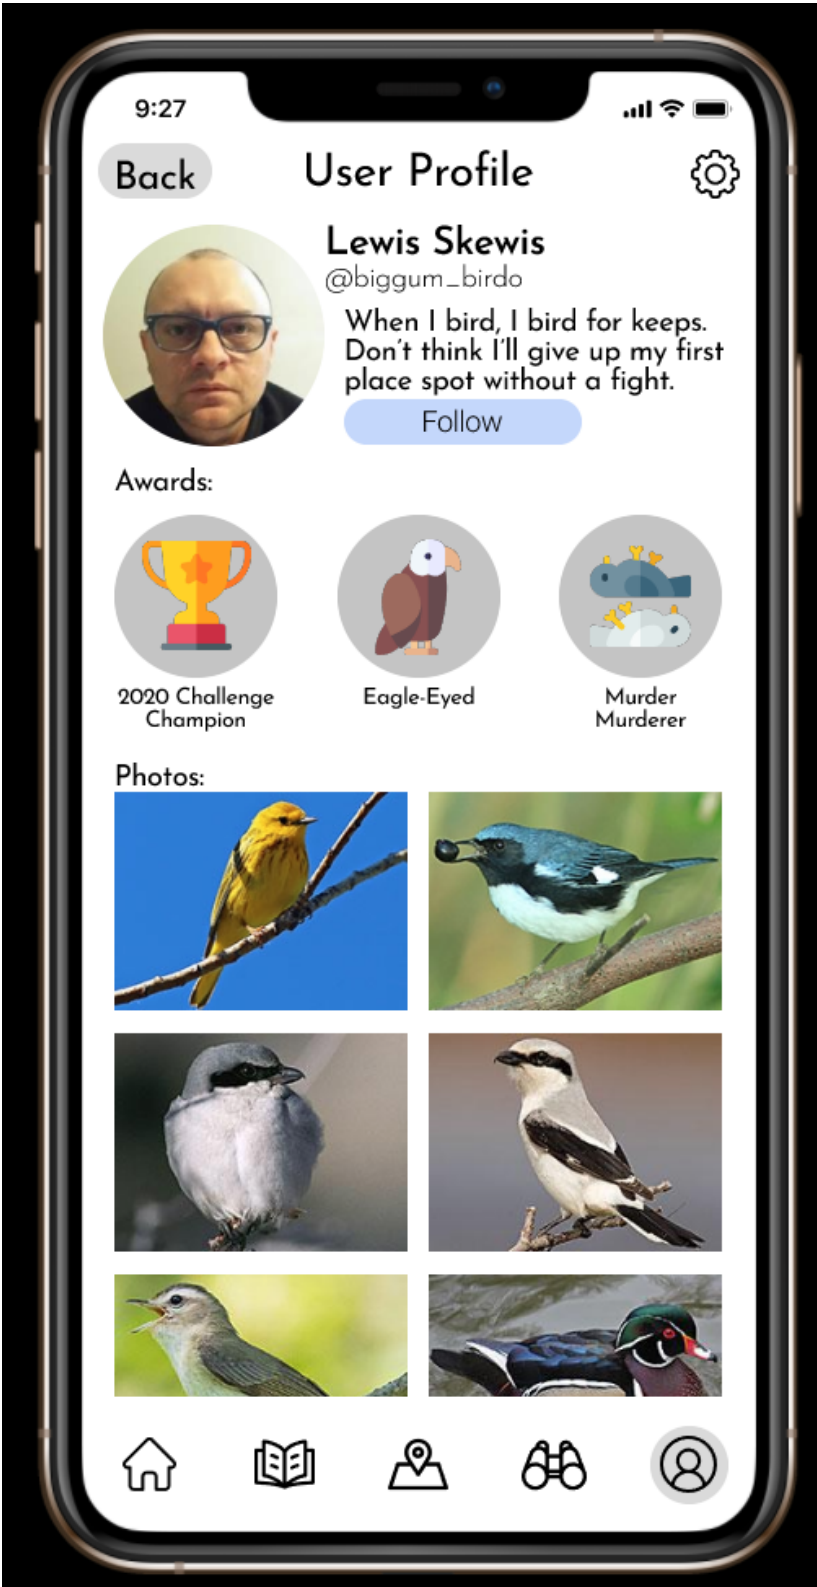 9:27
Back
User Profile
Lewis Skewis
@biggum_birdo
When I bird, I bird for keeps.
Don't think I'll give up my first
place spot without a fight.
Follow
Awards:
2020 Challenge
Champion
Eagle-Eyed
Murder
Murderer
Photos: